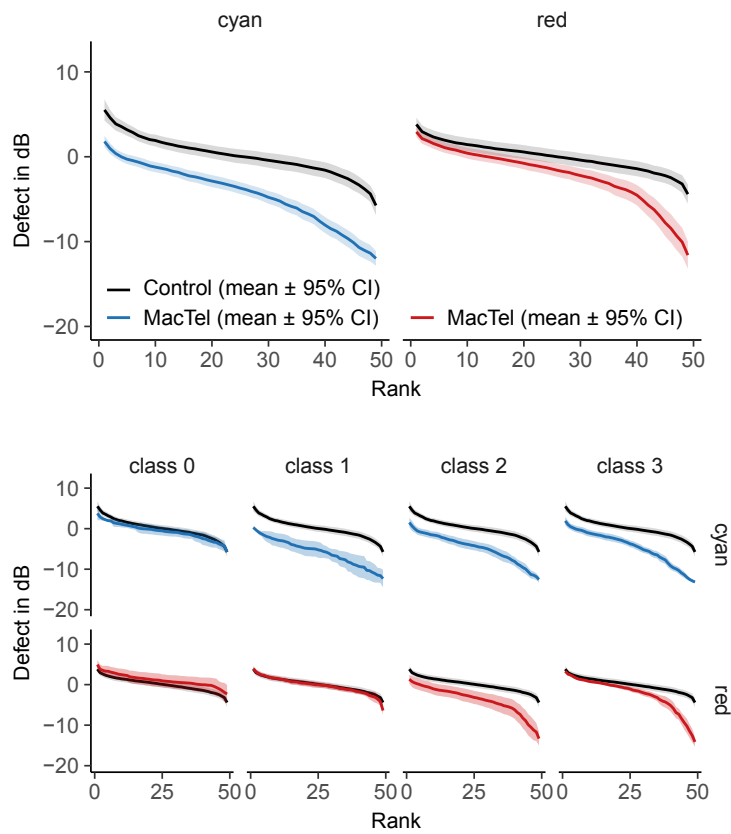 cyan red
10
0
−10
−20
Defect in dB
Control (mean ± 95% CI)
MacTel (mean ± 95% CI) MacTel (mean ± 95% CI)
0 10 20 30 40 50 0 10 20 30 40 50
Rank
class 0 class 1 class 2 class 3
10
0
−10
−20
cyan
Defect in dB
10
0
−10
−20
red
0 25 50 0 25 50 0 25 50 0 25 50
Rank